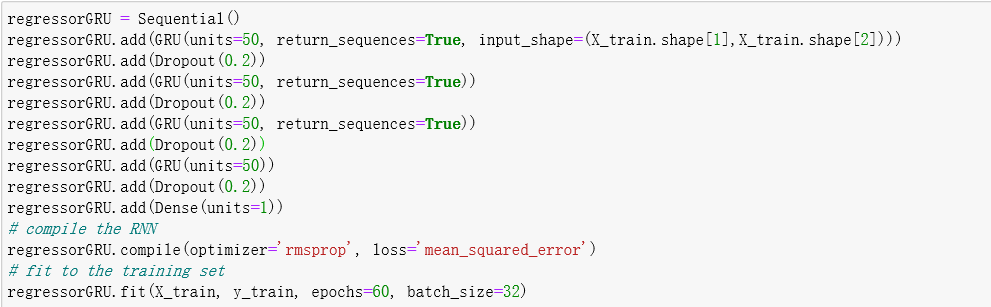 regressorGRU = Sequential()
regressorGRU.add(GRU(units=50, return_sequences=True, input_shape=(X_train.shape[1],X_train.shape[2])))
regressorGRU.add(Dropout(0.2))
regressorGRU.add(GRU(units=50, return_sequences=True))
regressorGRU.add(Dropout(0.2))
regressorGRU.add(GRU(units=50, return_sequences=True))
regressorGRU.add(Dropout(0.2))
regressorGRU.add(GRU(units=50))
regressorGRU.add(Dropout(0.2))
regressorGRU.add(Dense(units=1))
# compile the RNN
regressorGRU.compile(optimizer='rmsprop', loss='mean_squared_error')
# fit to the training set
regressorGRU.fit(X_train, y_train, epochs=60, batch_size=32)